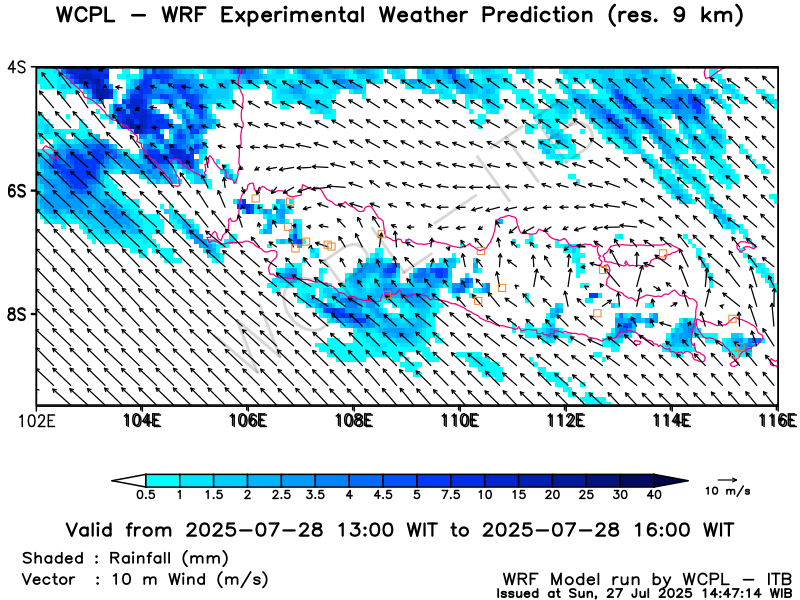 WCPL – WRF Experimental Weather Prediction (res. 9 km)
4S
6S
8S
102E 104E 106E 108E 110E 112E 114E 116E
WCPL–ITB
0.5 1 1.5 2 2.5 3.5 4 4.5 5 7.5 10 15 20 25 30 40
10 m/s
Valid from 2025–07–28 13:00 WIT to 2025–07–28 16:00 WIT
Shaded : Rainfall (mm)
Vector : 10 m Wind (m/s)
WRF Model run by WCPL – ITB
Issued at Sun, 27 Jul 2025 14:47:14 WIB